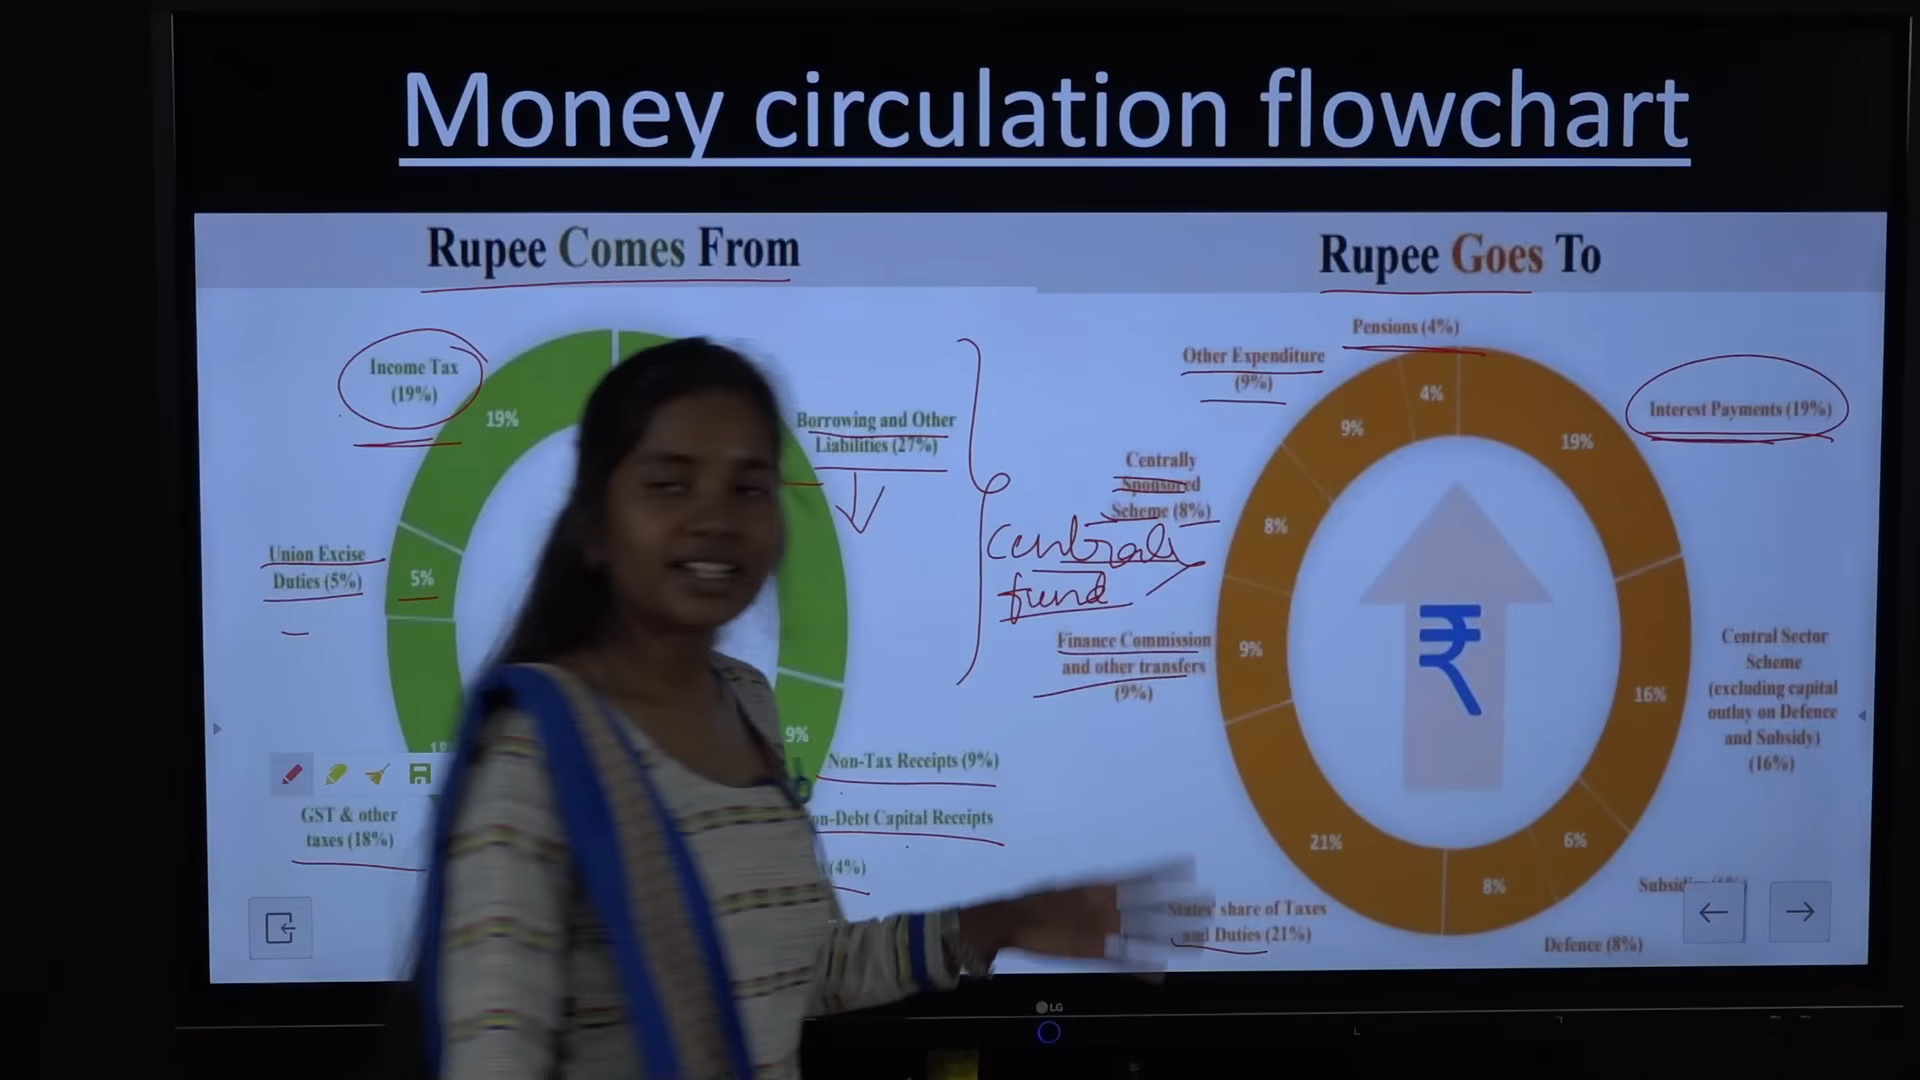 Money circulation flowchart
Rupee Comes From
Income Tax
(19%)
19%
Borrowing and Other
Liabilities (27%)
Union Excise
Duties (5%)
5%
GST & other
taxes (18%)
9%
Non-Tax Receipts (9%)
Capital Receipts
(4%)
Central
fund
Rupee Goes To
Pensions (4%)
4%
Other Expenditure
(9%)
9%
Interest Payments (19%)
19%
Centrally
Sponsored
Scheme (8%)
8%
Finance Commission
and other transfers
(9%)
9%
Central Sector
Scheme
(excluding capital
outlay on Defence
and Subsidy)
(16%)
16%
₹
21%
8%
6%
States' share of Taxes
and Duties (21%)
Defence (8%)
LG